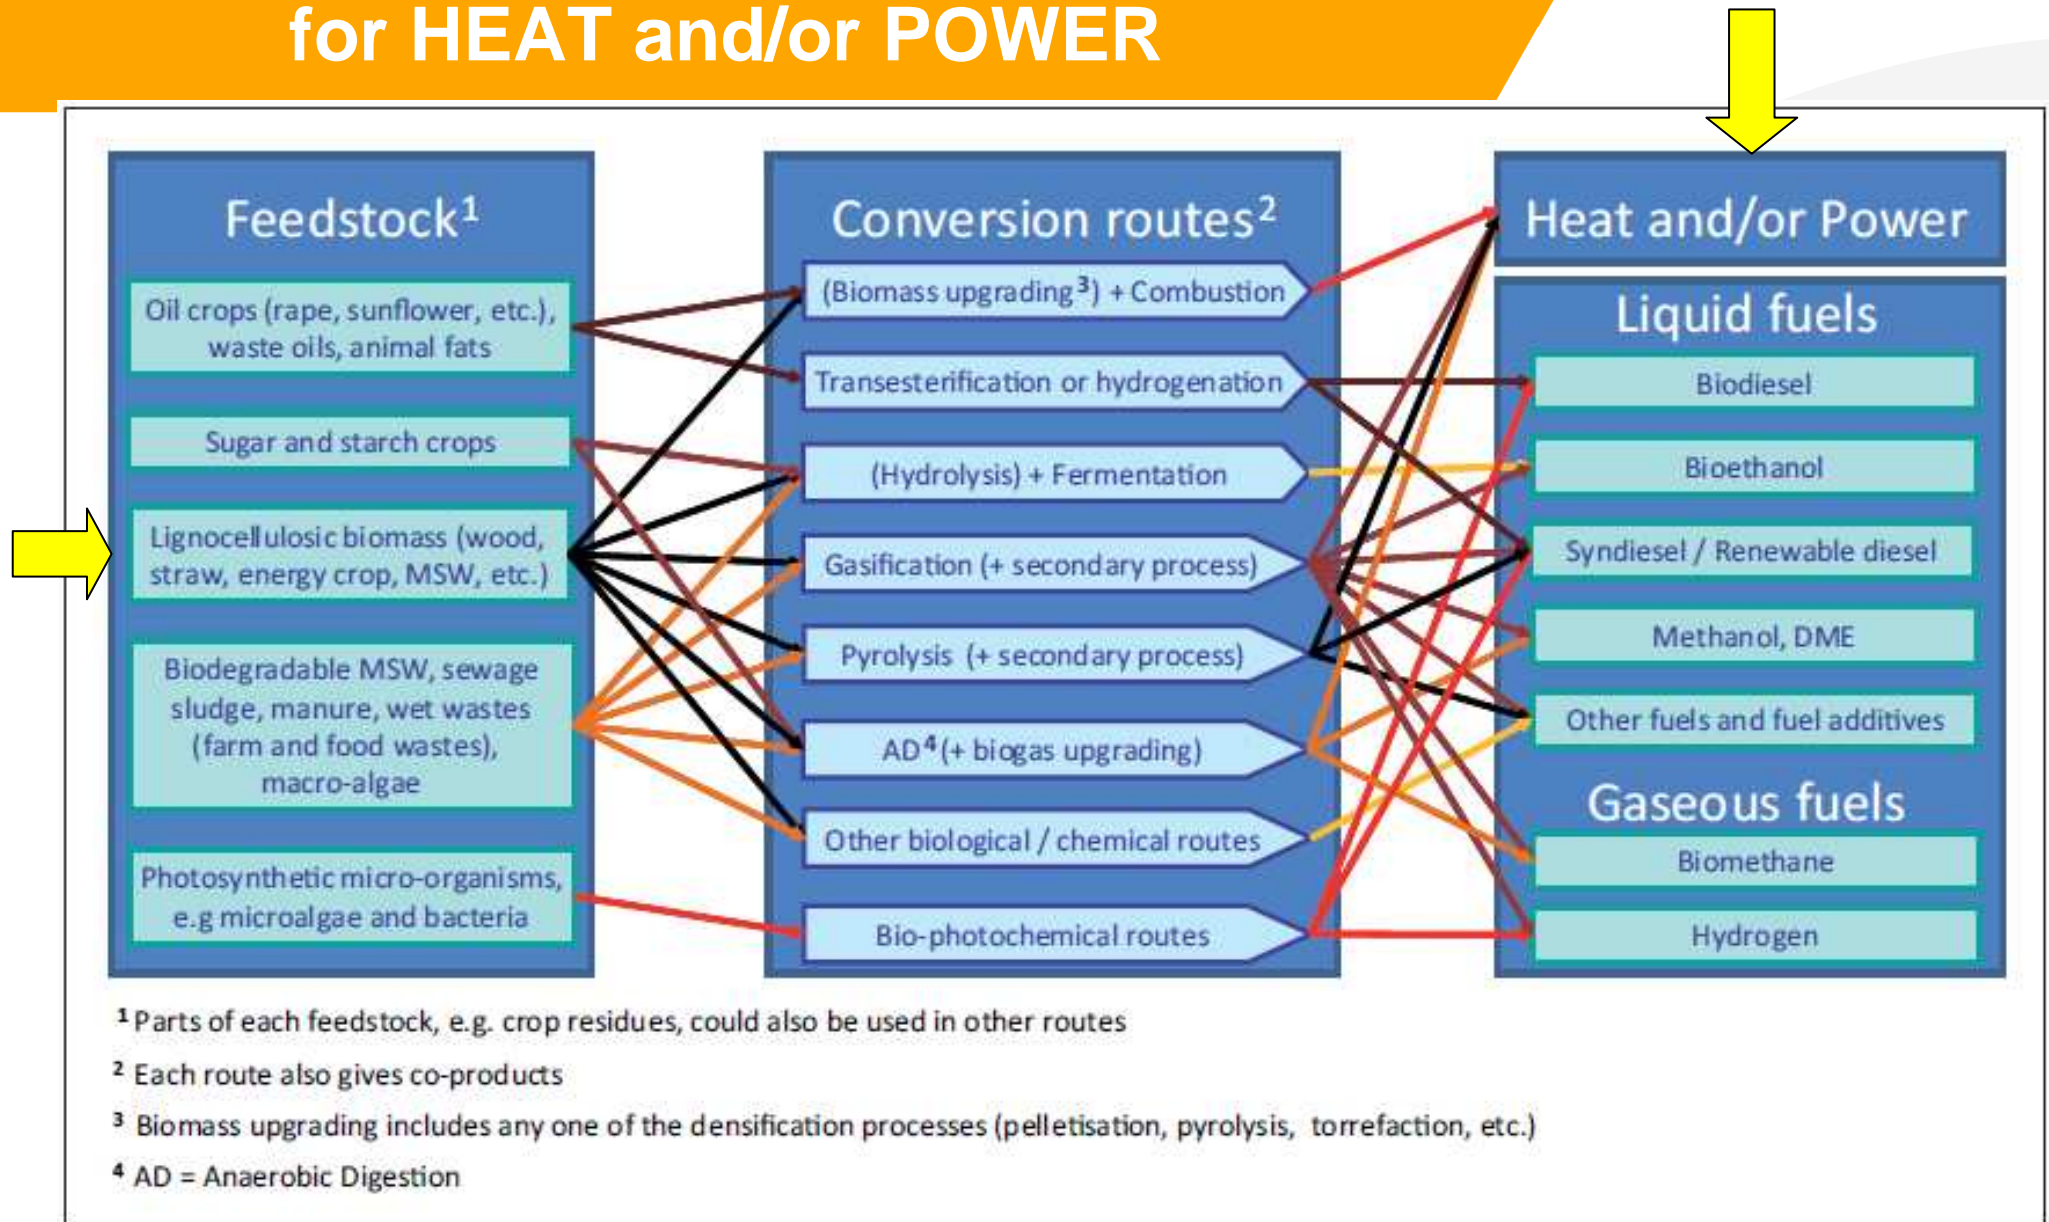 for HEAT and/or POWER
Feedstock¹
Oil crops (rape, sunflower, etc.),
waste oils, animal fats
Sugar and starch crops
Lignocellulosic biomass (wood,
straw, energy crop, MSW, etc.)
Biodegradable MSW, sewage
sludge, manure, wet wastes
(farm and food wastes),
macro-algae
Photosynthetic micro-organisms,
e.g microalgae and bacteria
Conversion routes²
(Biomass upgrading³) + Combustion
Transesterification or hydrogenation
(Hydrolysis) + Fermentation
Gasification (+ secondary process)
Pyrolysis (+ secondary process)
AD⁴ (+ biogas upgrading)
Other biological / chemical routes
Bio-photochemical routes
Heat and/or Power
Liquid fuels
Biodiesel
Bioethanol
Syndiesel / Renewable diesel
Methanol, DME
Other fuels and fuel additives
Gaseous fuels
Biomethane
Hydrogen
¹ Parts of each feedstock, e.g. crop residues, could also be used in other routes
² Each route also gives co-products
³ Biomass upgrading includes any one of the densification processes (pelletisation, pyrolysis, torrefaction, etc.)
⁴ AD = Anaerobic Digestion